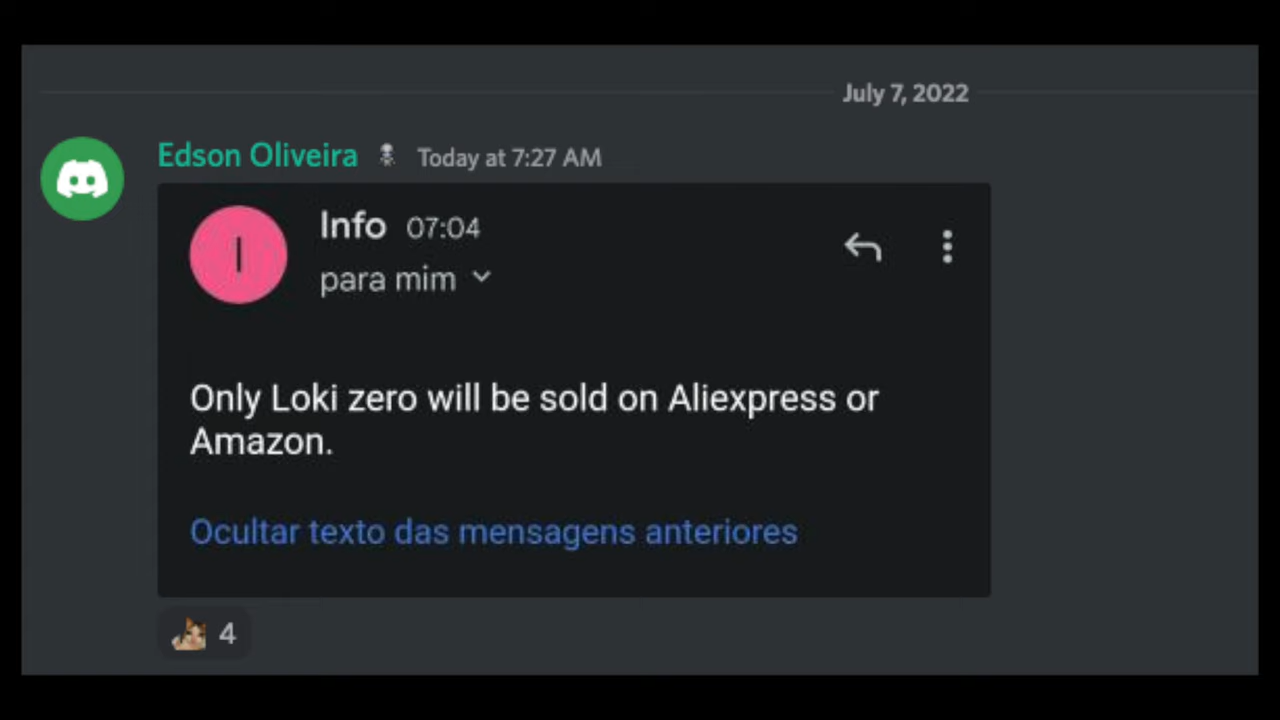 July 7, 2022
Edson Oliveira Today at 7:27 AM
I
Info 07:04
para mim
Only Loki zero will be sold on Aliexpress or
Amazon.
Ocultar texto das mensagens anteriores
4